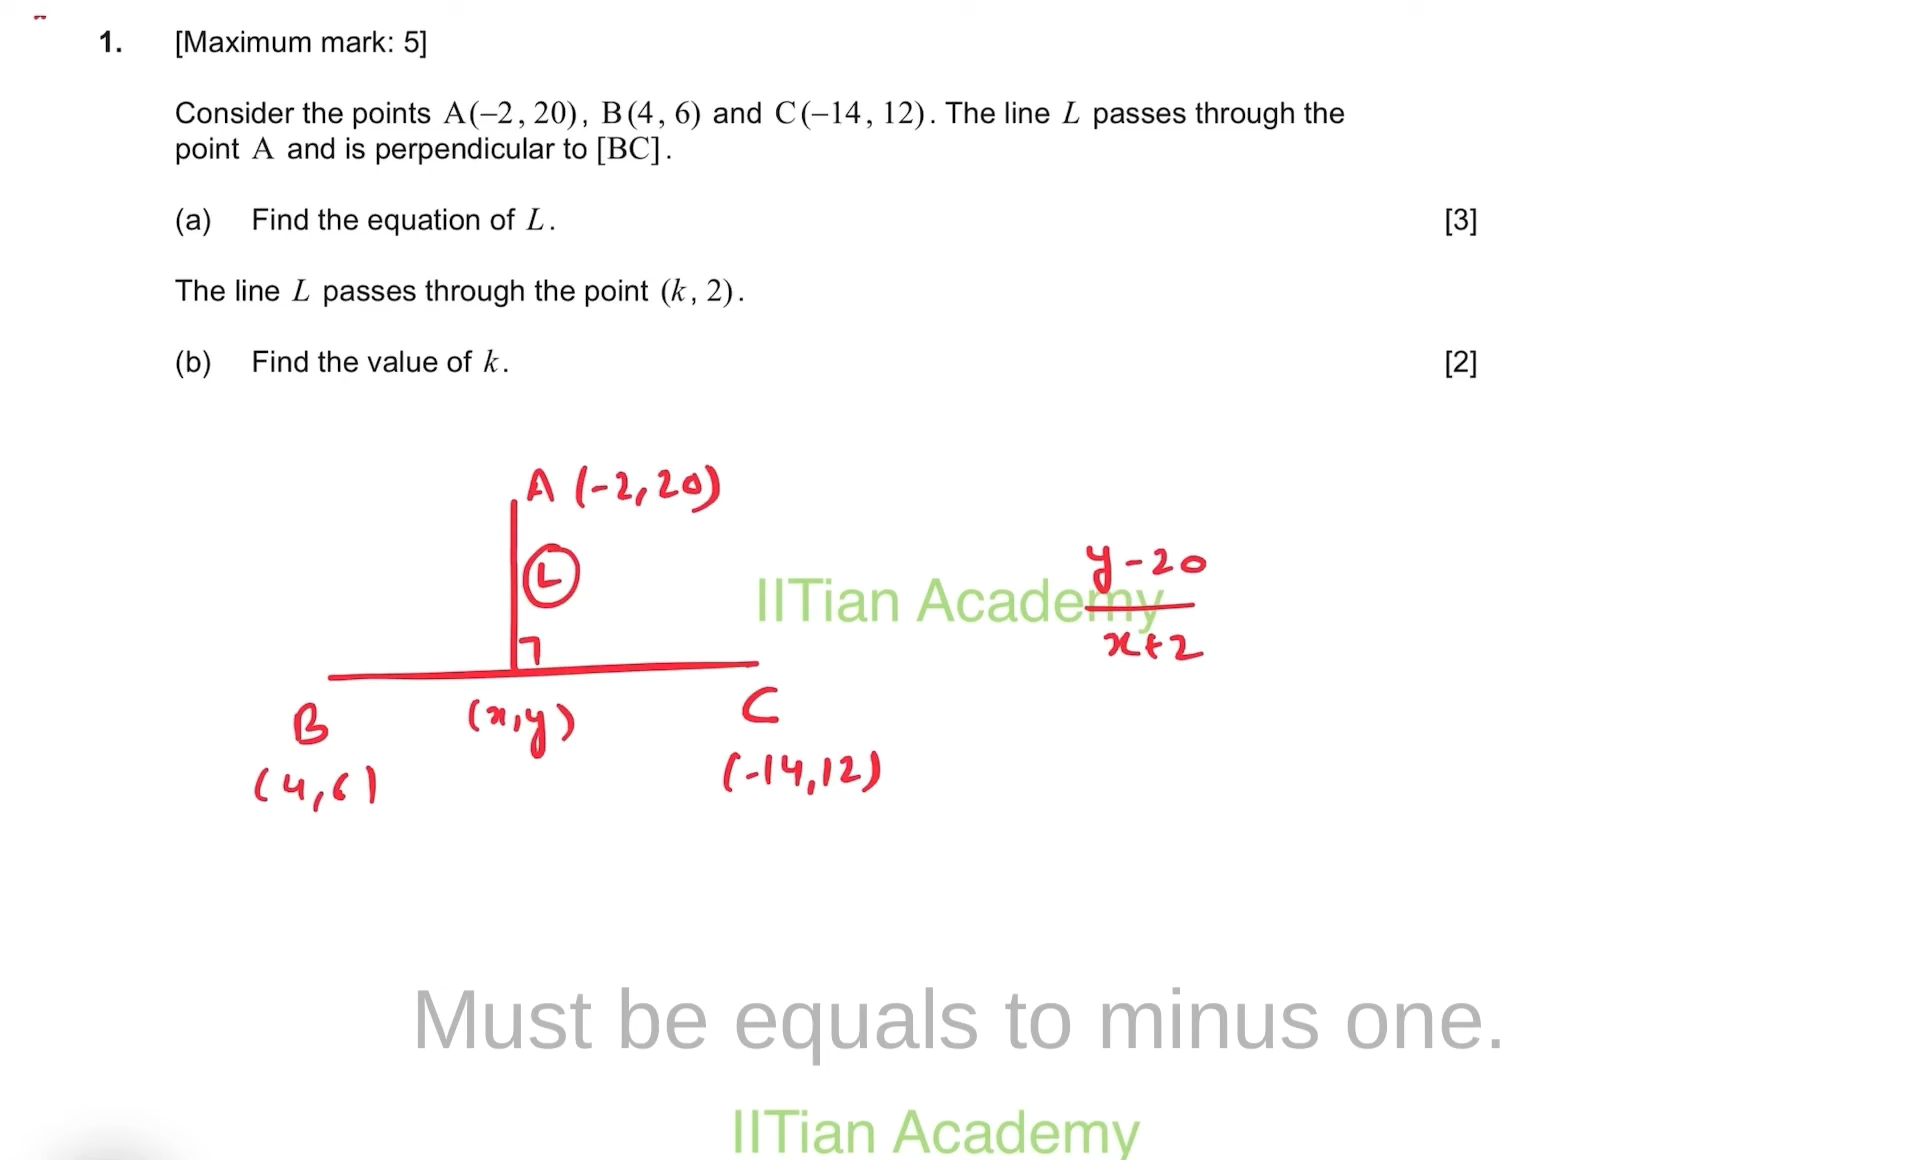 1. [Maximum mark: 5]
Consider the points A(–2, 20), B(4, 6) and C(–14, 12). The line L passes through the
point A and is perpendicular to [BC].
(a) Find the equation of L. [3]
The line L passes through the point (k, 2).
(b) Find the value of k. [2]
A (-2,20)
L
y-20
IITian Academy
x+2
B (x,y) C
(4,6) (-14,12)
Must be equals to minus one.
IITian Academy